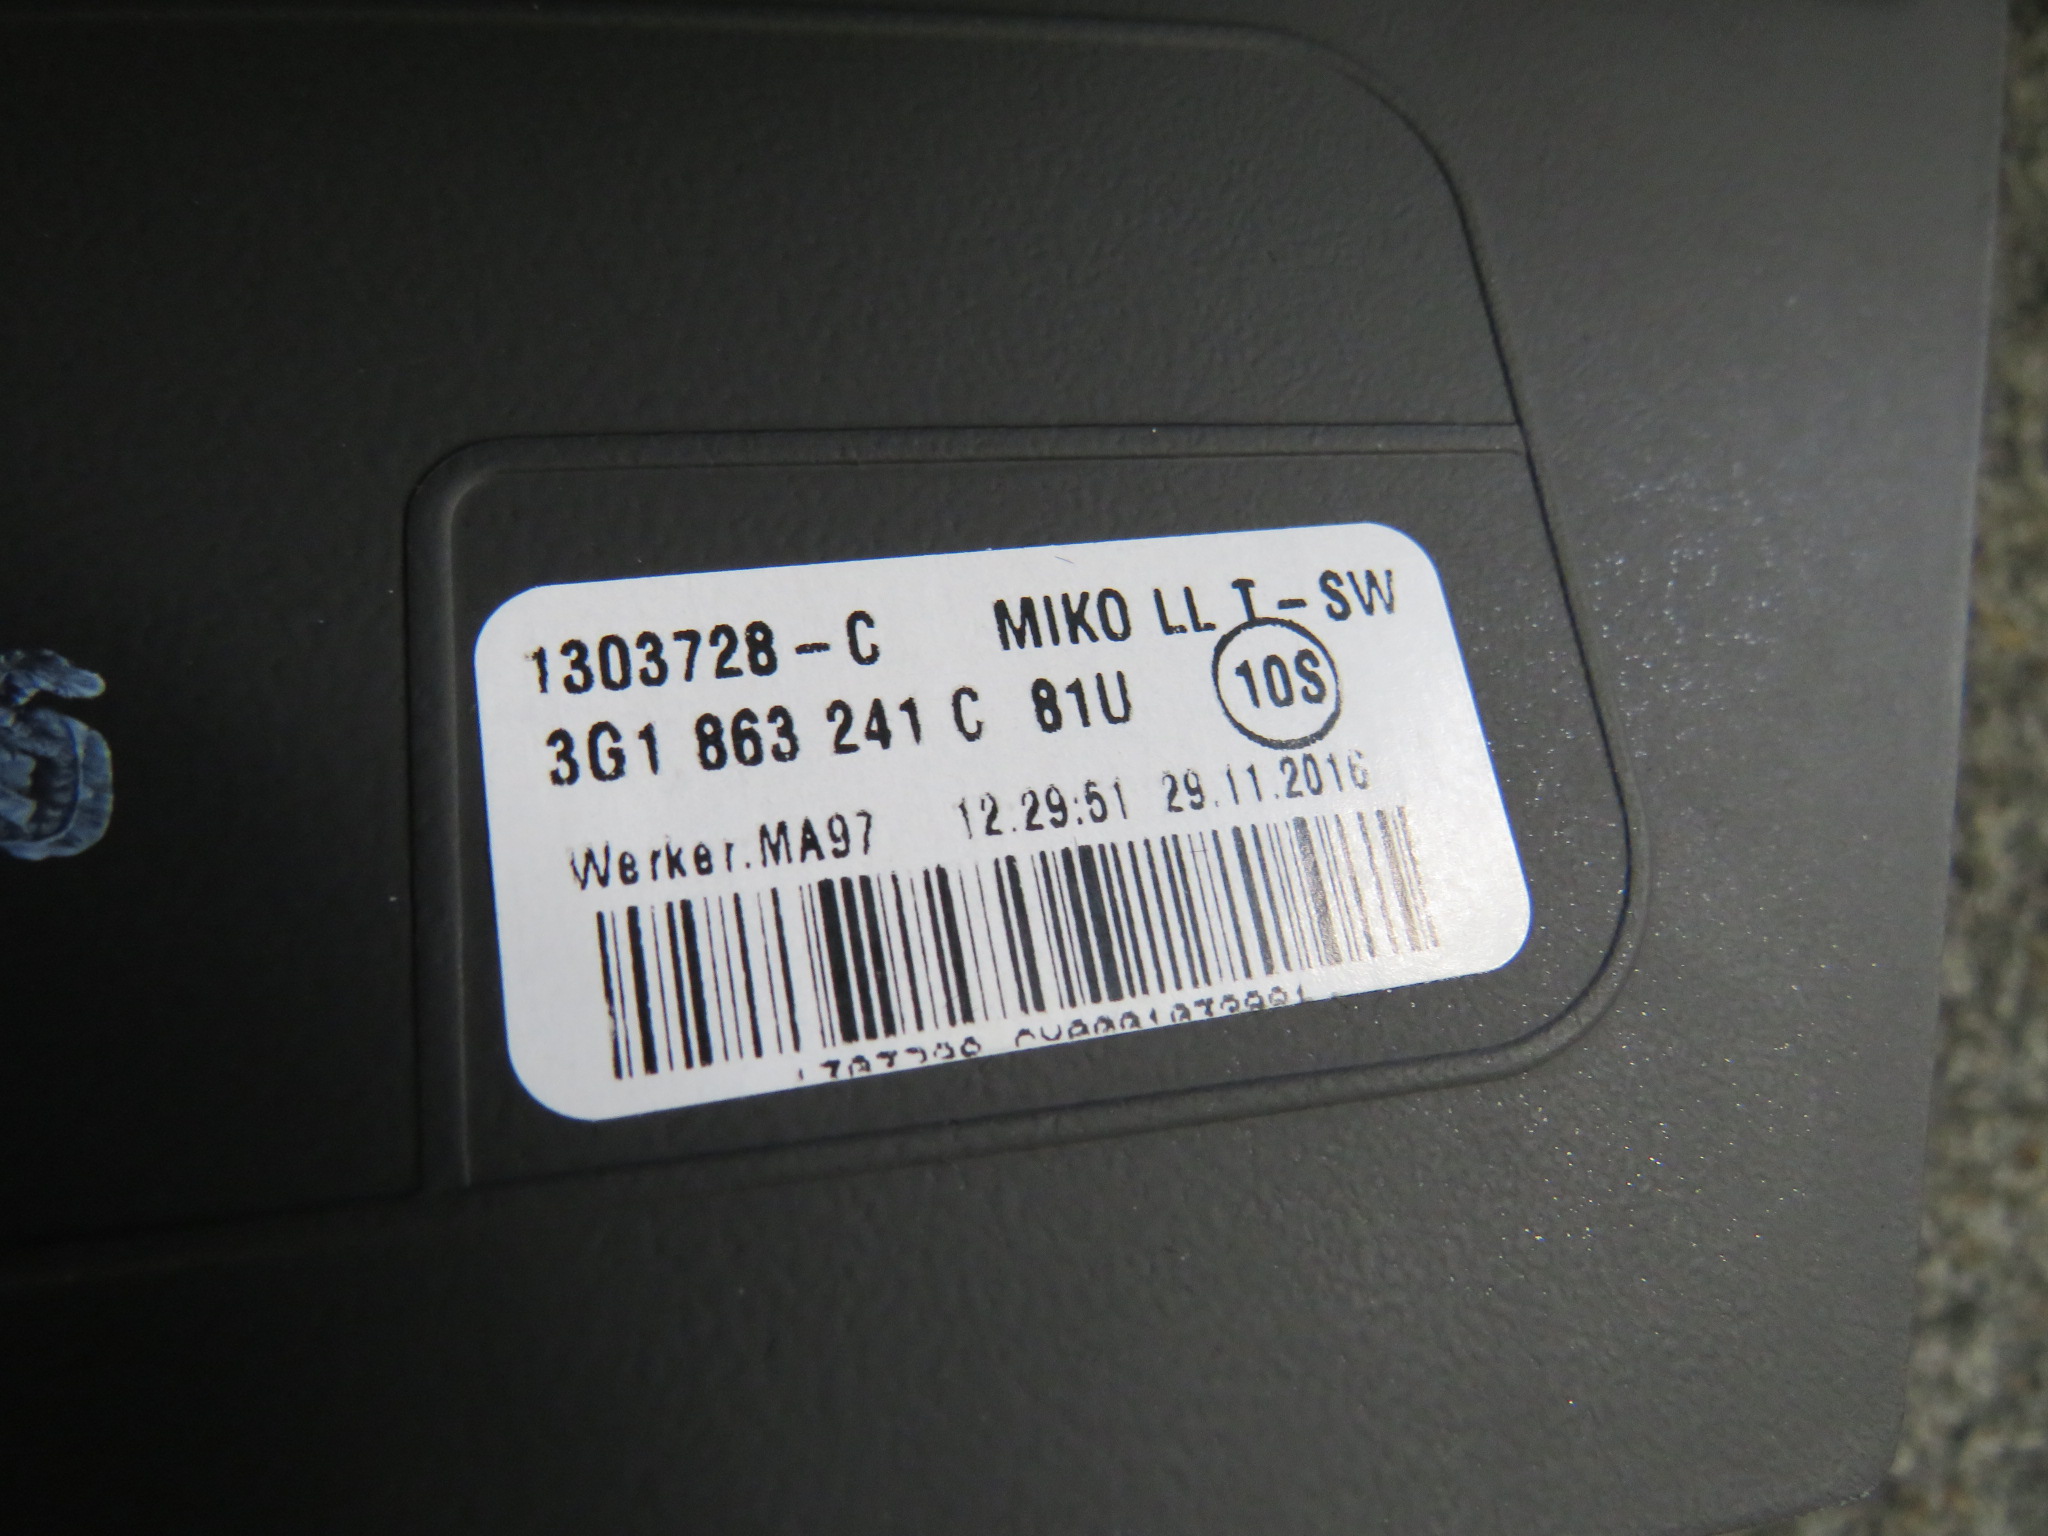 1303728-C MIKO LL T-SW
3G1 863 241 C 81U 10S
Werker.MA97 12.29:51 29.11.2016